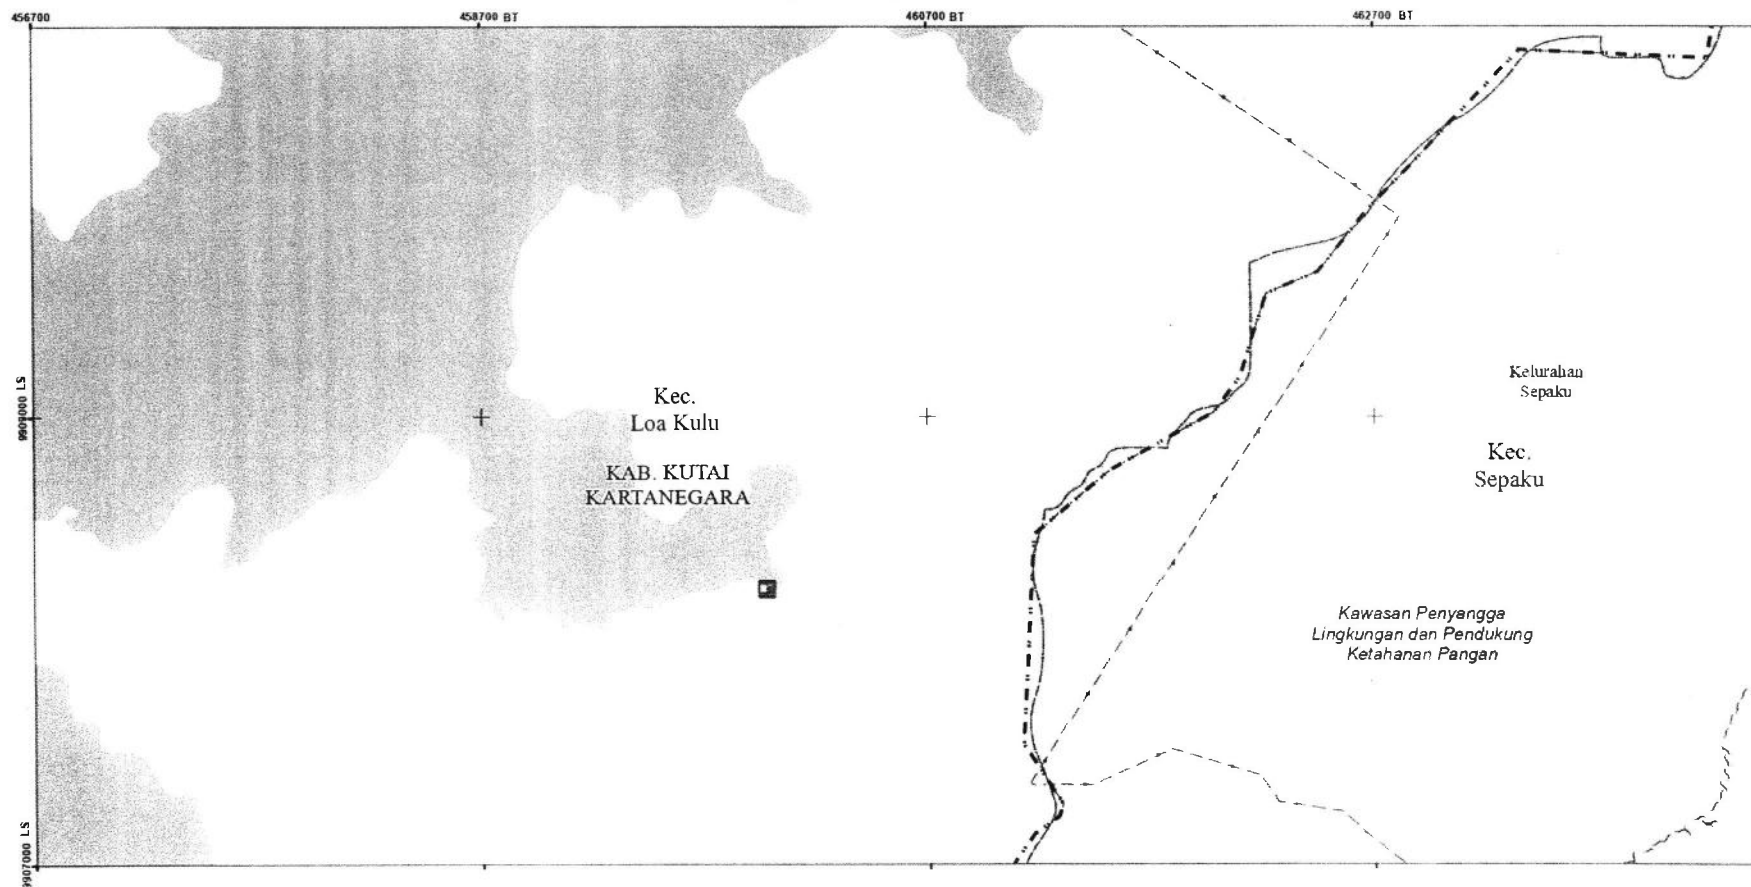 456700
458700 BT
460700 BT
462700 BT
9909000 LS
Kec.
Loa Kulu
KAB. KUTAI
KARTANEGARA
Kelurahan
Sepaku
Kec.
Sepaku
Kawasan Penyangga
Lingkungan dan Pendukung
Ketahanan Pangan
9907000 LS